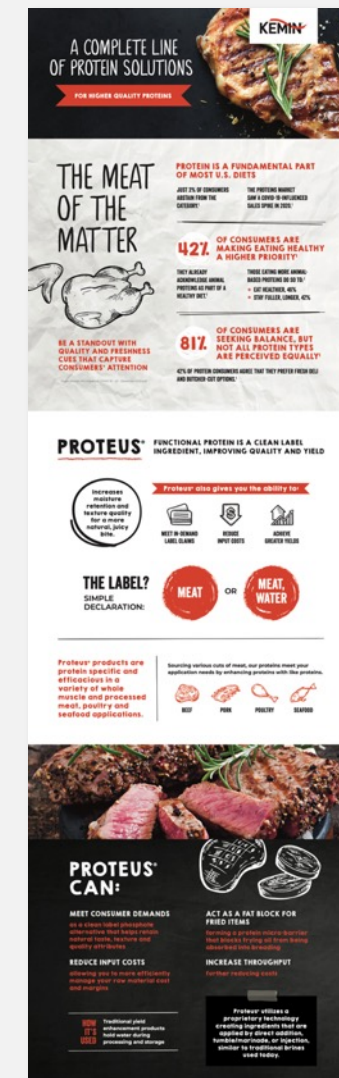 KEMIN
A COMPLETE LINE
OF PROTEIN SOLUTIONS
FOR HIGHER QUALITY PROTEINS
THE MEAT
OF THE
MATTER
BE A STANDOUT WITH
QUALITY AND FRESHNESS
CUES THAT CAPTURE
CONSUMERS' ATTENTION
PROTEIN IS A FUNDAMENTAL PART
OF MOST U.S. DIETS
JUST 3% OF CONSUMERS
ABSTAIN FROM THE
CATEGORY¹
THE PROTEINS MARKET
SAW A COVID-19-INFLUENCED
SALES SPIKE IN 2020.¹
42% OF CONSUMERS ARE
MAKING EATING HEALTHY
A HIGHER PRIORITY¹
THEY ALREADY
ACKNOWLEDGE ANIMAL
PROTEINS AS PART OF A
HEALTHY DIET.¹
THOSE EATING MORE ANIMAL-
BASED PROTEINS DO SO TO:¹
• EAT HEALTHIER, 46%
• STAY FULLER, LONGER, 42%
81% OF CONSUMERS ARE
SEEKING BALANCE, BUT
NOT ALL PROTEIN TYPES
ARE PERCEIVED EQUALLY¹
42% OF PROTEIN CONSUMERS AGREE THAT THEY PREFER FRESH DELI
AND BUTCHER-CUT OPTIONS.¹
PROTEUS®
FUNCTIONAL PROTEIN IS A CLEAN LABEL
INGREDIENT, IMPROVING QUALITY AND YIELD
Increases
moisture
retention and
texture quality
for a more
natural, juicy
bite.
Proteus® also gives you the ability to:
MEET IN-DEMAND
LABEL CLAIMS
REDUCE
INPUT COSTS
ACHIEVE
GREATER YIELDS
THE LABEL?
SIMPLE
DECLARATION:
MEAT
OR
MEAT,
WATER
Proteus® products are
protein specific and
efficacious in a
variety of whole
muscle and processed
meat, poultry and
seafood applications.
Sourcing various cuts of meat, our proteins meet your
application needs by enhancing proteins with like proteins.
BEEF
PORK
POULTRY
SEAFOOD
PROTEUS®
CAN:
MEET CONSUMER DEMANDS
as a clean label phosphate
alternative that helps retain
natural taste, texture and
quality attributes
REDUCE INPUT COSTS
allowing you to more efficiently
manage your raw material cost
and margins
ACT AS A FAT BLOCK FOR
FRIED ITEMS
forming a protein micro-barrier
that blocks frying oil from being
absorbed into breading
INCREASE THROUGHPUT
further reducing costs
HOW
IT'S
USED
Traditional yield
enhancement products
hold water during
processing and storage
Proteus® utilizes a
proprietary technology
creating ingredients that are
applied by direct addition,
tumble/marinade, or injection,
similar to traditional brines
used today.